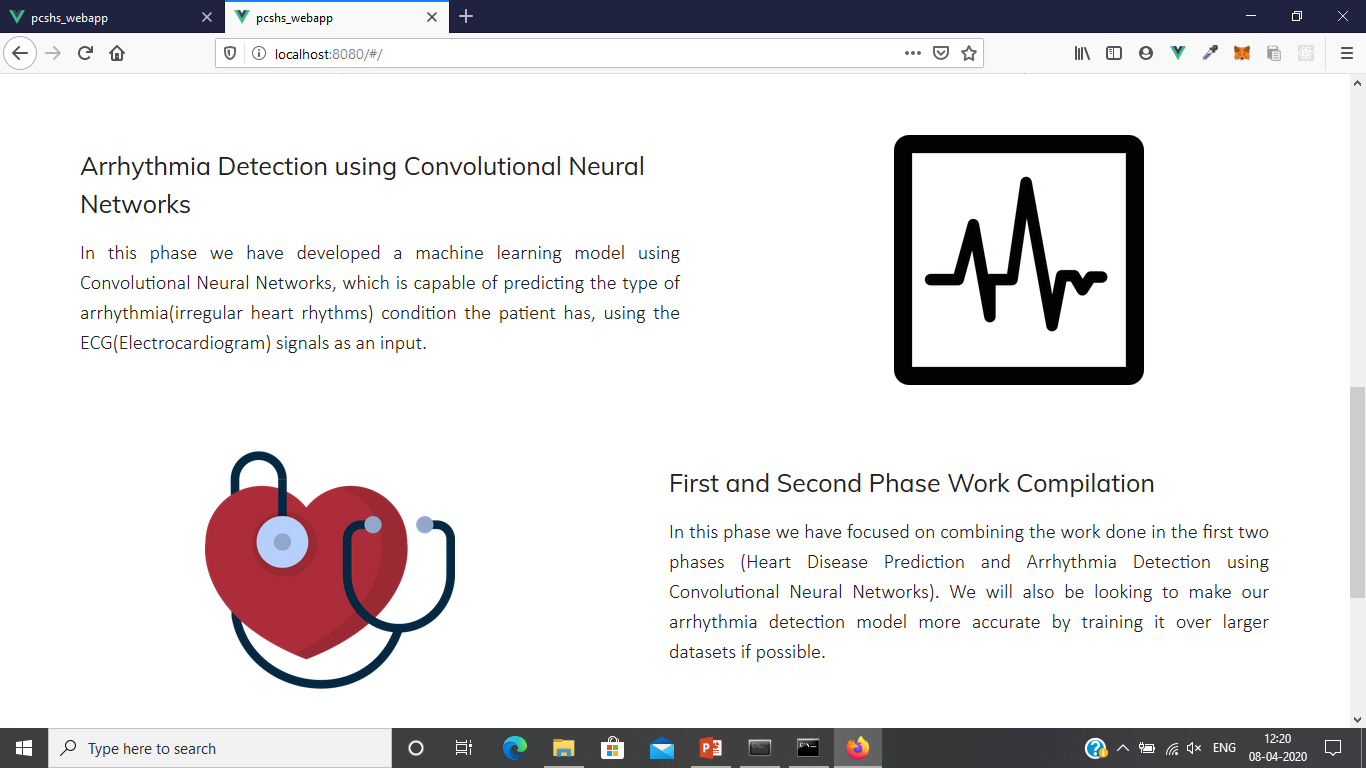 pcshs_webapp
pcshs_webapp
localhost:8080/#/
Arrhythmia Detection using Convolutional Neural
Networks
In this phase we have developed a machine learning model using
Convolutional Neural Networks, which is capable of predicting the type of
arrhythmia(irregular heart rhythms) condition the patient has, using the
ECG(Electrocardiogram) signals as an input.
First and Second Phase Work Compilation
In this phase we have focused on combining the work done in the first two
phases (Heart Disease Prediction and Arrhythmia Detection using
Convolutional Neural Networks). We will also be looking to make our
arrhythmia detection model more accurate by training it over larger
datasets if possible.
Type here to search
ENG
12:20
08-04-2020